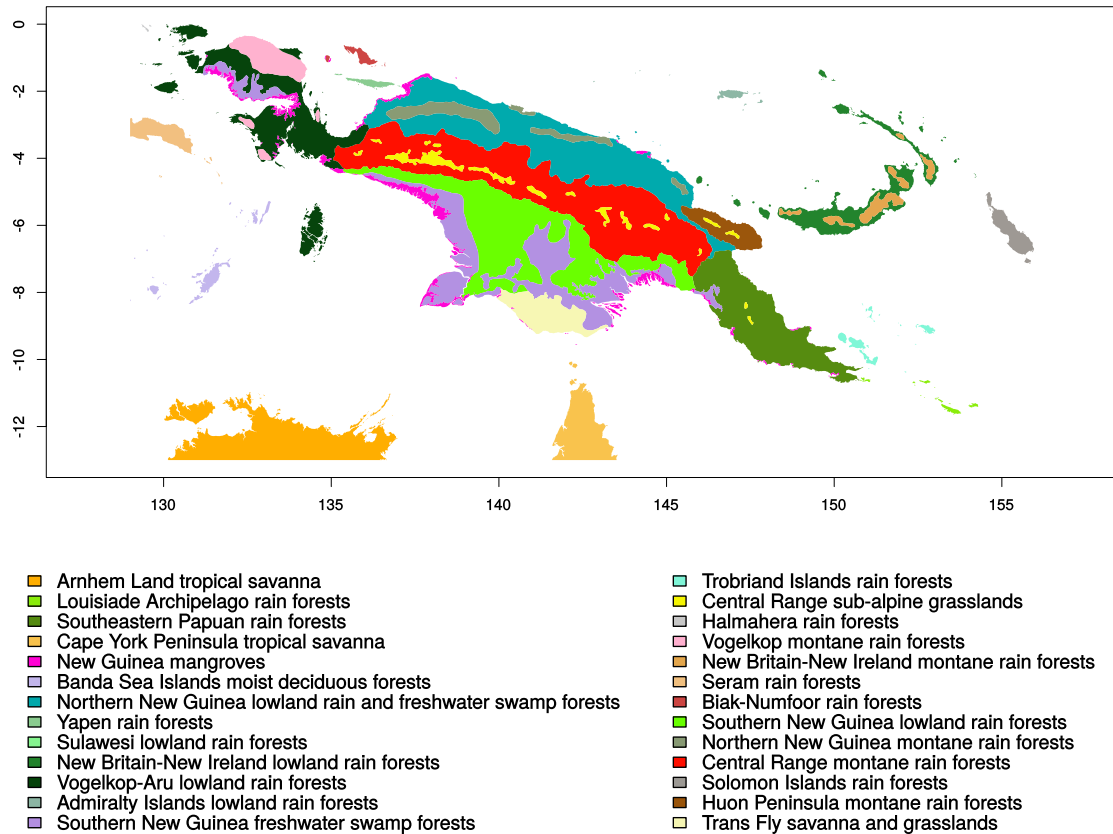 0
-2
-4
-6
-8
-10
-12
130 135 140 145 150 155
Arnhem Land tropical savanna
Louisiade Archipelago rain forests
Southeastern Papuan rain forests
Cape York Peninsula tropical savanna
New Guinea mangroves
Banda Sea Islands moist deciduous forests
Northern New Guinea lowland rain and freshwater swamp forests
Yapen rain forests
Sulawesi lowland rain forests
New Britain-New Ireland lowland rain forests
Vogelkop-Aru lowland rain forests
Admiralty Islands lowland rain forests
Southern New Guinea freshwater swamp forests
Trobriand Islands rain forests
Central Range sub-alpine grasslands
Halmahera rain forests
Vogelkop montane rain forests
New Britain-New Ireland montane rain forests
Seram rain forests
Biak-Numfoor rain forests
Southern New Guinea lowland rain forests
Northern New Guinea montane rain forests
Central Range montane rain forests
Solomon Islands rain forests
Huon Peninsula montane rain forests
Trans Fly savanna and grasslands